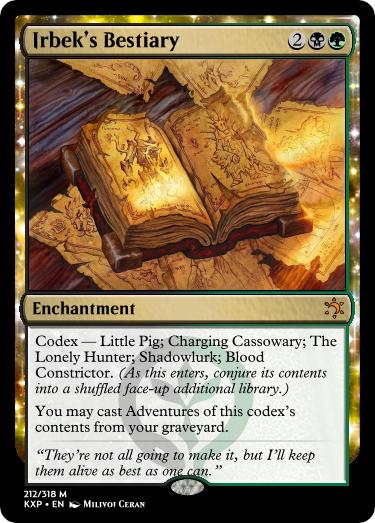 Irbek's Bestiary 2
Enchantment
Codex — Little Pig; Charging Cassowary; The
Lonely Hunter; Shadowlurk; Blood
Constrictor. (As this enters, conjure its contents
into a shuffled face-up additional library.)
You may cast Adventures of this codex's
contents from your graveyard.
“They're not all going to make it, but I'll keep
them alive as best as one can.”
212/318 M
KXP • EN Milivoj Ceran